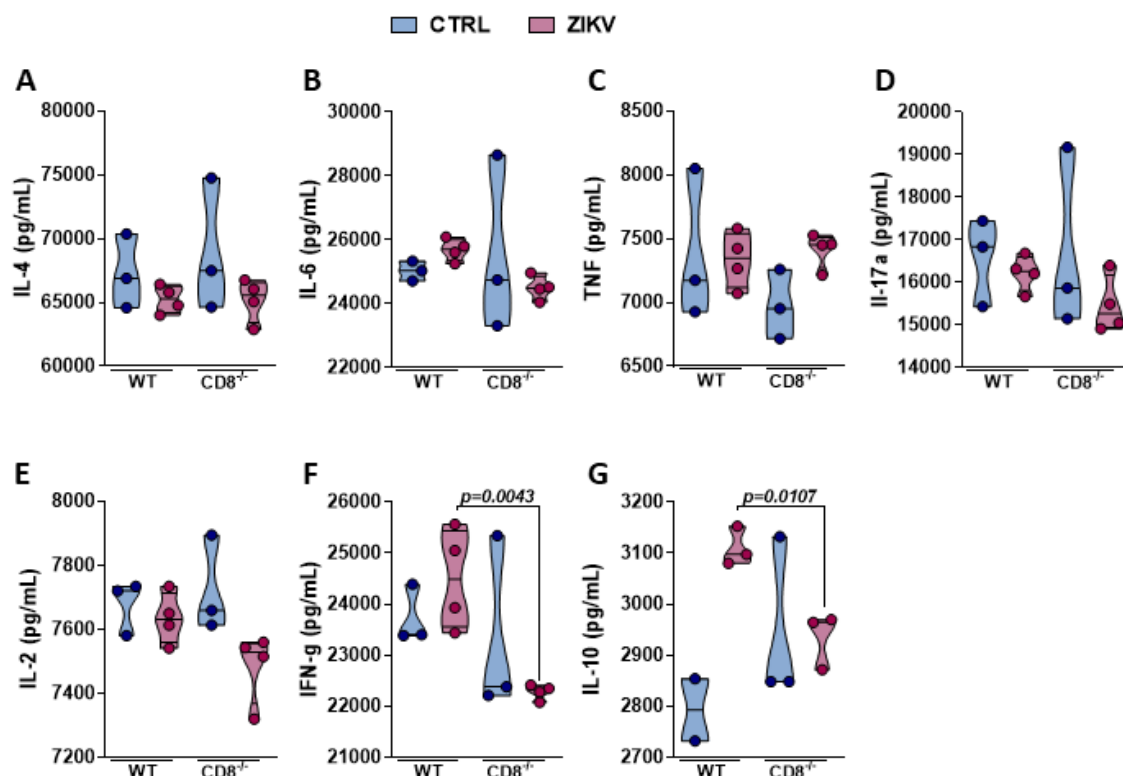 CTRL ZIKV
A
IL-4 (pg/mL)
80000
75000
70000
65000
60000
WT CD8-/-
B
IL-6 (pg/mL)
30000
28000
26000
24000
22000
WT CD8-/-
C
TNF (pg/mL)
8500
8000
7500
7000
6500
WT CD8-/-
D
Il-17a (pg/mL)
20000
19000
18000
17000
16000
15000
14000
WT CD8-/-
E
IL-2 (pg/mL)
8000
7800
7600
7400
7200
WT CD8-/-
F
IFN-g (pg/mL)
26000
25000
24000
23000
22000
21000
p=0.0043
WT CD8-/-
G
IL-10 (pg/mL)
3200
3100
3000
2900
2800
2700
p=0.0107
WT CD8-/-